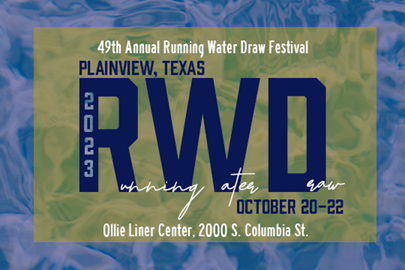 49th Annual Running Water Draw Festival
PLAINVIEW, TEXAS
2023
RWD
unning ater raw
OCTOBER 20-22
Ollie Liner Center, 2000 S. Columbia St.